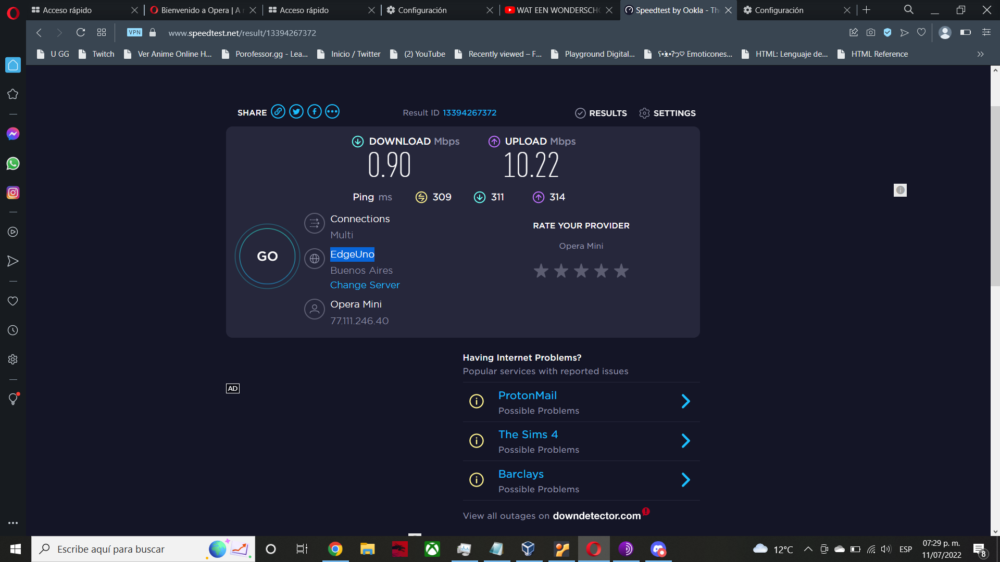 Acceso rápido
Bienvenido a Opera | A
Acceso rápido
Configuración
WAT EEN WONDERSCH
Speedtest by Ookla - Th
Configuración
VPN
www.speedtest.net/result/13394267372
U GG
Twitch
Ver Anime Online H...
Porofessor.gg - Lea...
Inicio / Twitter
(2) YouTube
Recently viewed – F...
Playground Digital...
Emoticones...
HTML: Lenguaje de...
HTML Reference
SHARE
Result ID 13394267372
RESULTS
SETTINGS
DOWNLOAD Mbps
UPLOAD Mbps
0.90
10.22
Ping ms 309 311 314
Connections
Multi
GO
EdgeUno
Buenos Aires
Change Server
Opera Mini
77.111.246.40
RATE YOUR PROVIDER
Opera Mini
Having Internet Problems?
Popular services with reported issues
AD
ProtonMail
Possible Problems
The Sims 4
Possible Problems
Barclays
Possible Problems
View all outages on downdetector.com
Escribe aquí para buscar
12°C
ESP
07:29 p. m.
11/07/2022
8